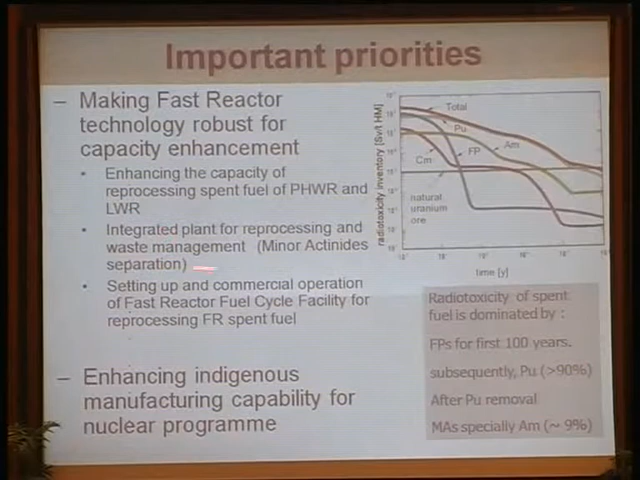 Important priorities
– Making Fast Reactor
technology robust for
capacity enhancement
• Enhancing the capacity of
reprocessing spent fuel of PHWR and
LWR
• Integrated plant for reprocessing and
waste management (Minor Actinides
separation)
• Setting up and commercial operation
of Fast Reactor Fuel Cycle Facility for
reprocessing FR spent fuel
– Enhancing indigenous
manufacturing capability for
nuclear programme
radiotoxicity inventory [Sv/t HM]
Total
Pu
Am
FP
Cm
natural
uranium
ore
time [y]
Radiotoxicity of spent
fuel is dominated by :
FPs for first 100 years.
subsequently, Pu (>90%)
After Pu removal
MAs specially Am (~ 9%)